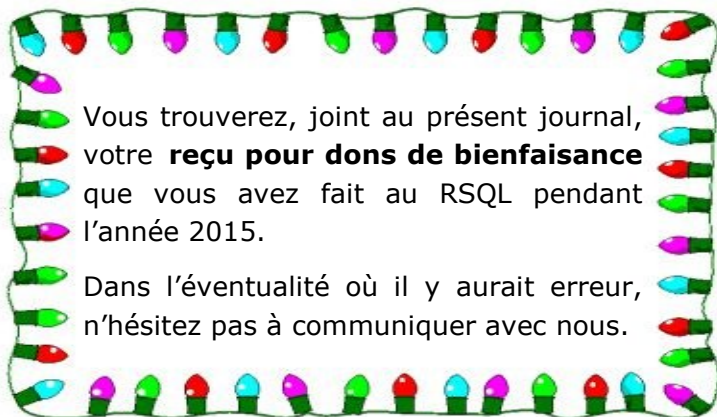 Vous trouverez, joint au présent journal,
votre reçu pour dons de bienfaisance
que vous avez fait au RSQL pendant
l'année 2015.
Dans l'éventualité où il y aurait erreur,
n'hésitez pas à communiquer avec nous.